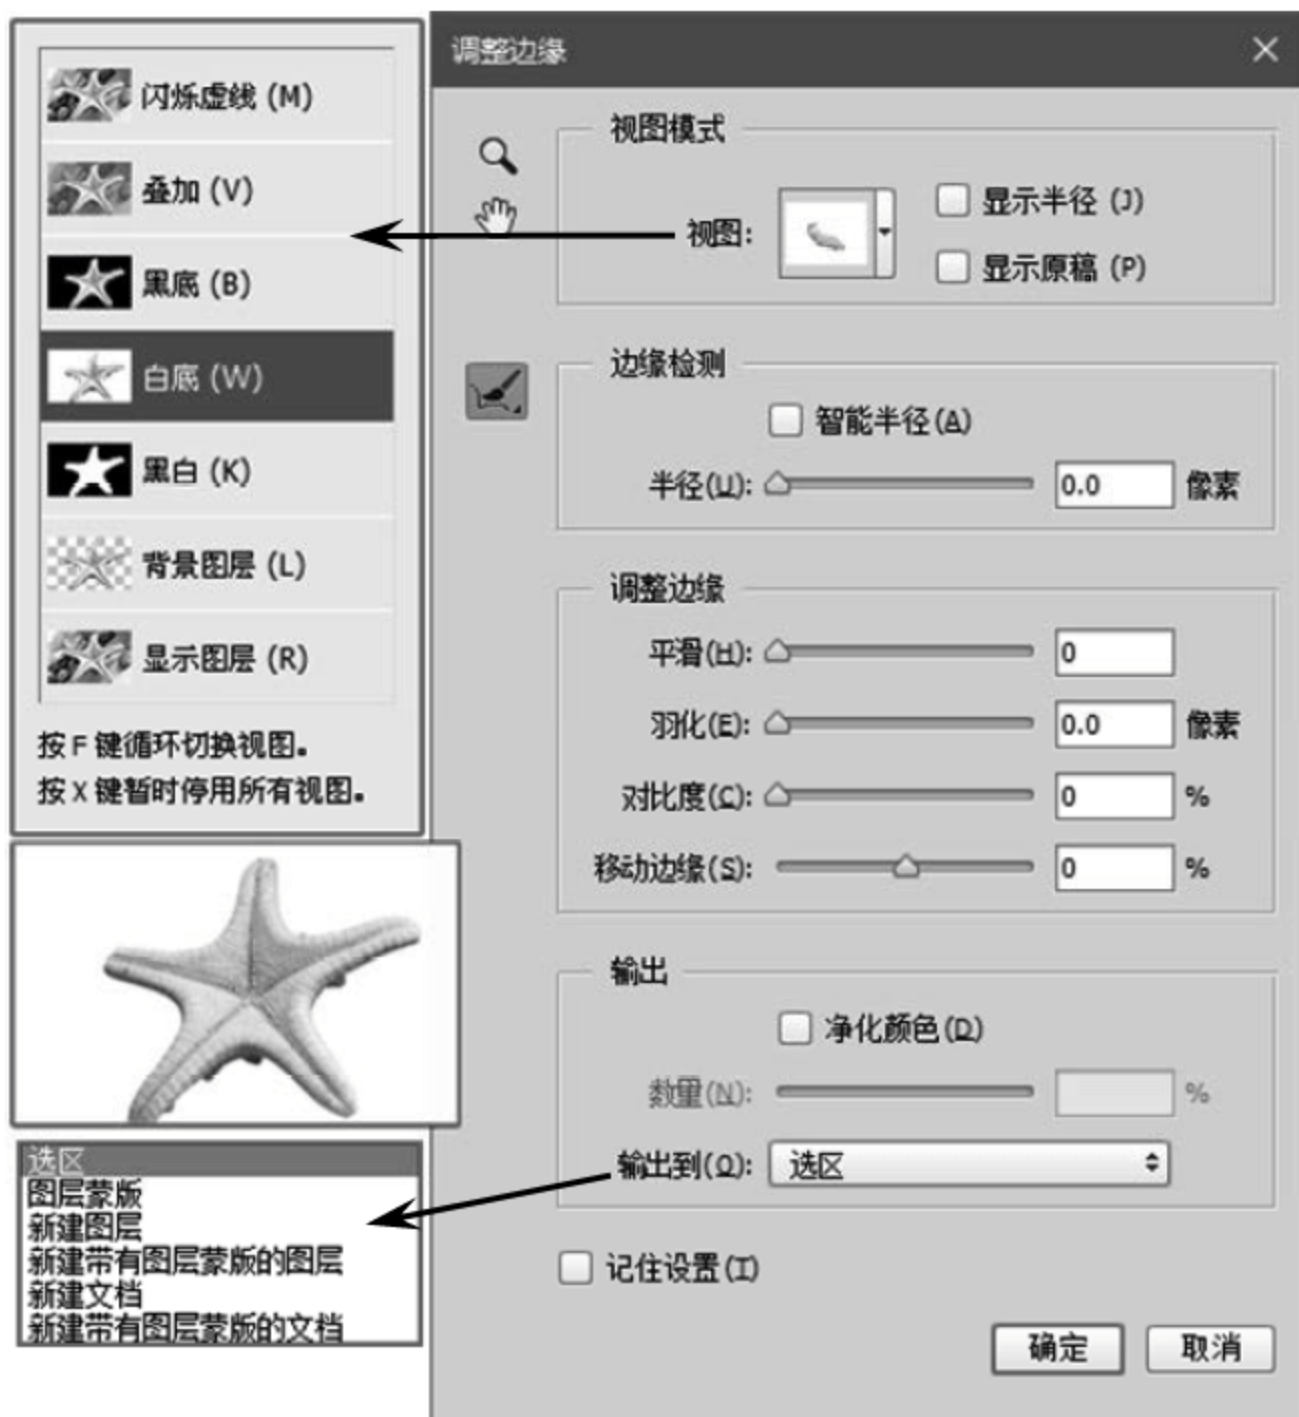 闪烁虚线 (M)
叠加 (V)
黑底 (B)
白底 (W)
黑白 (K)
背景图层 (L)
显示图层 (R)
按 F 键循环切换视图。
按 X 键暂时停用所有视图。
选区
图层蒙版
新建图层
新建带有图层蒙版的图层
新建文档
新建带有图层蒙版的文档
调整边缘
视图模式
视图:
显示半径 (J)
显示原稿 (P)
边缘检测
智能半径(A)
半径(U): 0.0 像素
调整边缘
平滑(H): 0
羽化(E): 0.0 像素
对比度(C): 0 %
移动边缘(S): 0 %
输出
净化颜色(D)
数量(N): %
输出到(O): 选区
记住设置(T)
确定 取消